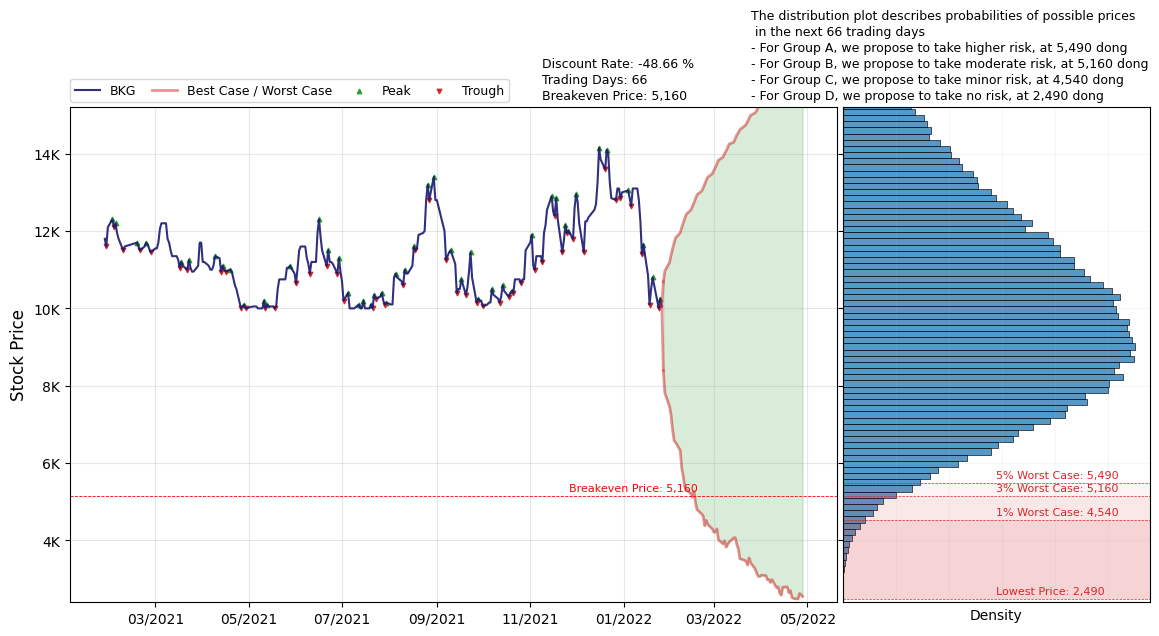 The distribution plot describes probabilities of possible prices
in the next 66 trading days
- For Group A, we propose to take higher risk, at 5,490 dong
- For Group B, we propose to take moderate risk, at 5,160 dong
- For Group C, we propose to take minor risk, at 4,540 dong
- For Group D, we propose to take no risk, at 2,490 dong
Discount Rate: -48.66 %
Trading Days: 66
Breakeven Price: 5,160
BKG Best Case / Worst Case Peak Trough
Stock Price
14K
12K
10K
8K
6K
4K
Breakeven Price: 5,160
5% Worst Case: 5,490
3% Worst Case: 5,160
1% Worst Case: 4,540
Lowest Price: 2,490
03/2021 05/2021 07/2021 09/2021 11/2021 01/2022 03/2022 05/2022
Density